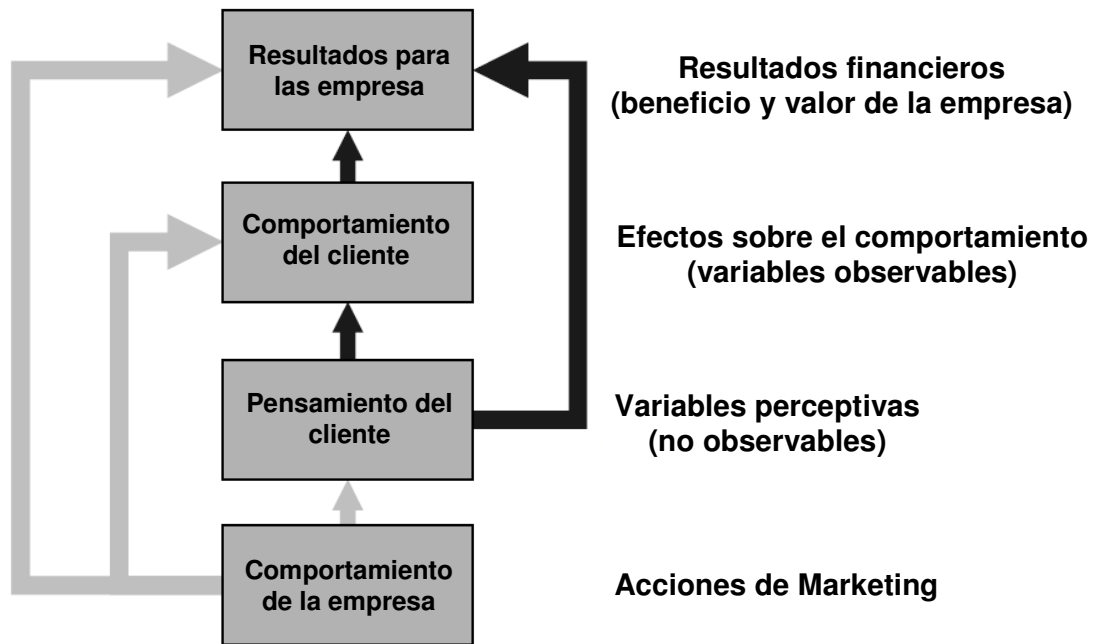 Resultados para
las empresa
Resultados financieros
(beneficio y valor de la empresa)
Comportamiento
del cliente
Efectos sobre el comportamiento
(variables observables)
Pensamiento del
cliente
Variables perceptivas
(no observables)
Comportamiento
de la empresa
Acciones de Marketing